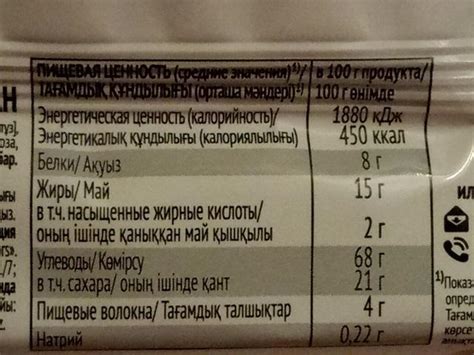 ПИЩЕВАЯ ЦЕННОСТЬ (средние значения)¹⁾/ в 100 г продукта/
ТАҒАМДЫҚ ҚҰНДЫЛЫҒЫ (орташа мәндері)¹⁾ 100 г өнімде
Энергетическая ценность (калорийность)/ 1880 кДж
Энергетикалық құндылығы (калориялылығы) 450 ккал
Белки/ Ақуыз 8 г
Жиры/ Май 15 г
в т.ч. насыщенные жирные кислоты/
оның ішінде қаныққан май қышқылы 2 г
Углеводы/ Көмірсу 68 г
в т.ч. сахара/ оның ішінде қант 21 г
Пищевые волокна/ Тағамдық талшықтар 4 г
Натрий 0,22 г